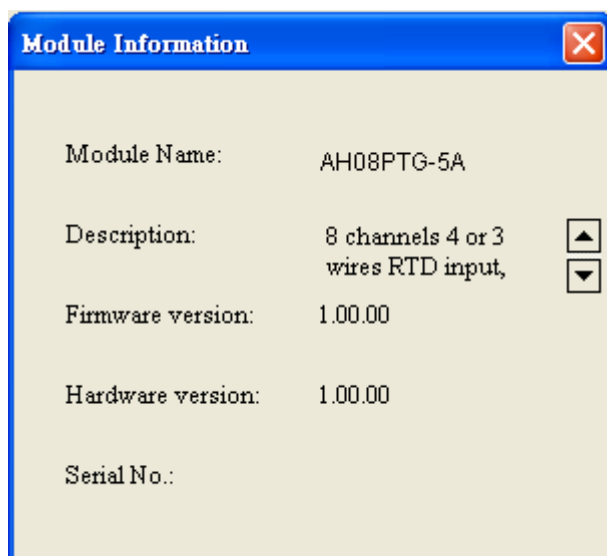 Module Information
Module Name: AH08PTG-5A
Description: 8 channels 4 or 3
wires RTD input,
Firmware version: 1.00.00
Hardware version: 1.00.00
Serial No.: